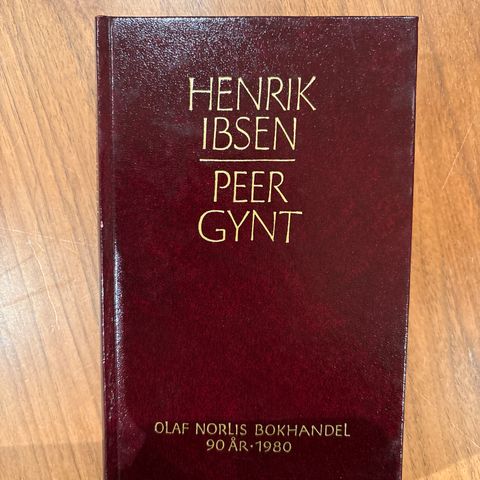 HENRIK
IBSEN
PEER
GYNT
OLAF NORLIS BOKHANDEL
90 ÅR · 1980